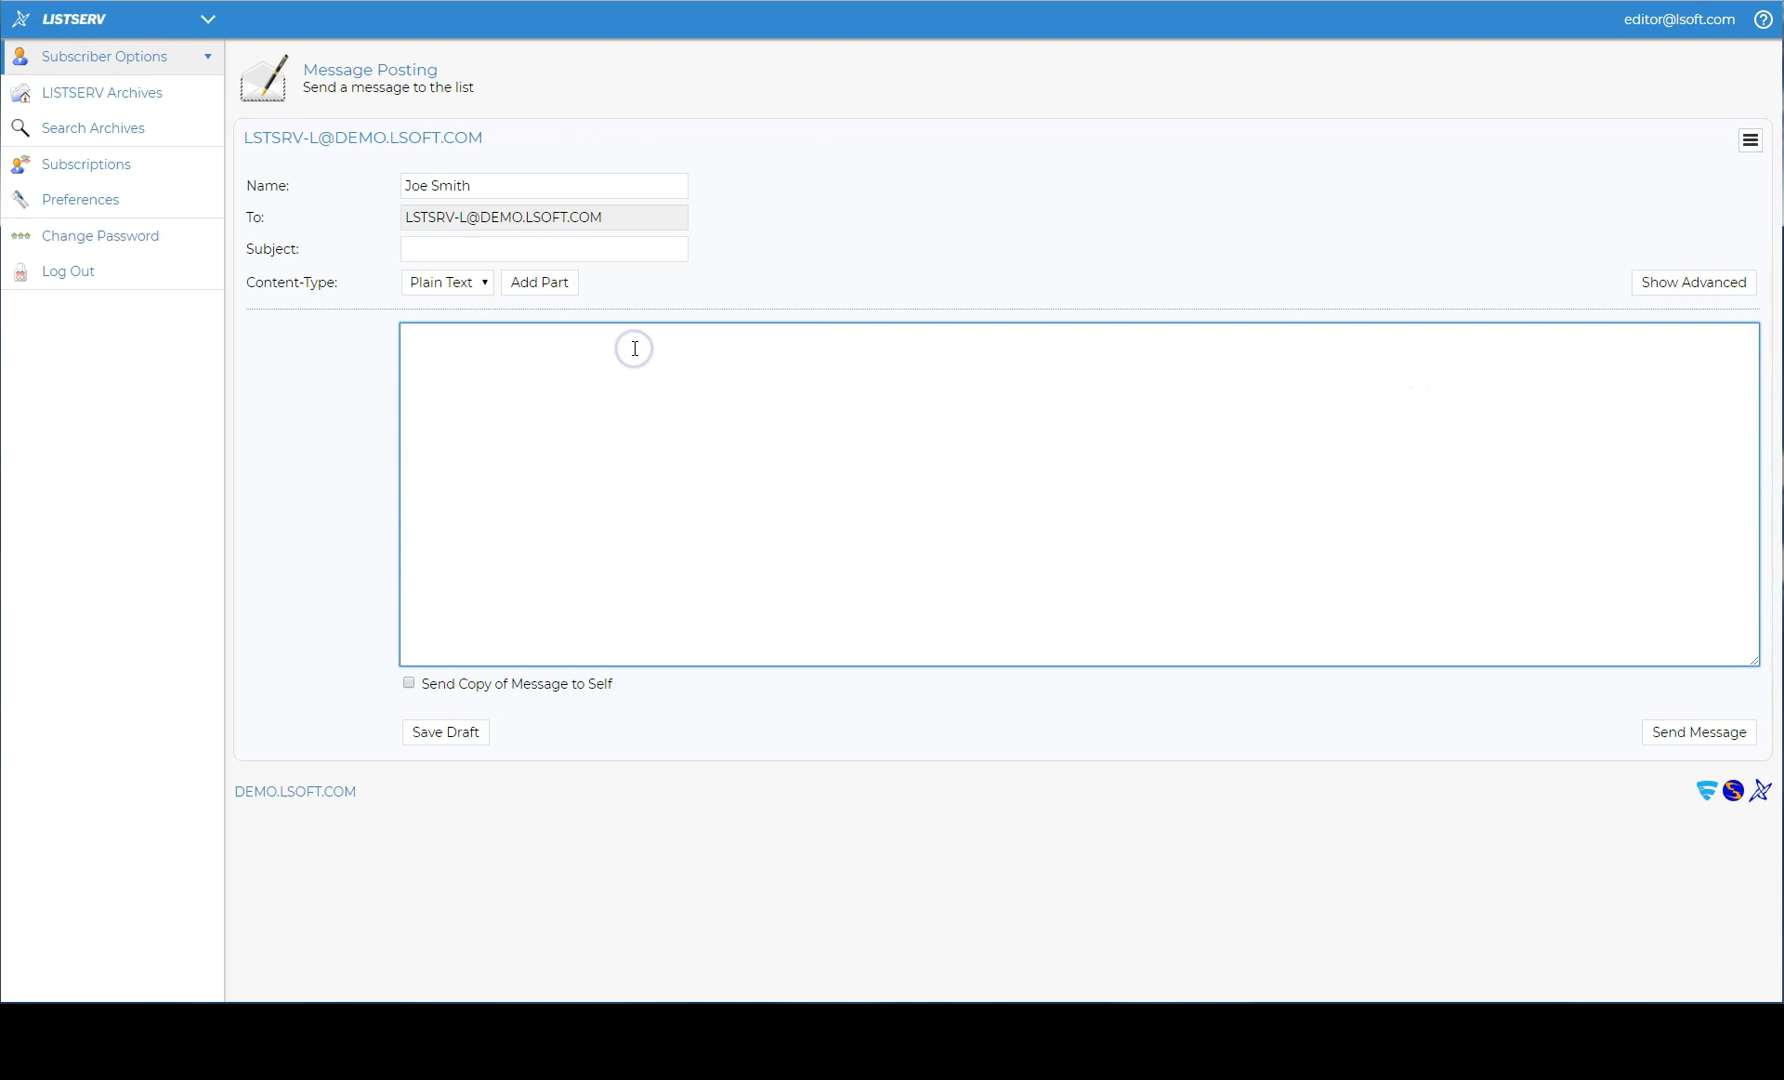 LISTSERV
editor@lsoft.com
Subscriber Options
LISTSERV Archives
Search Archives
Subscriptions
Preferences
Change Password
Log Out
Message Posting
Send a message to the list
LSTSRV-L@DEMO.LSOFT.COM
Name: Joe Smith
To: LSTSRV-L@DEMO.LSOFT.COM
Subject:
Content-Type: Plain Text Add Part Show Advanced
Send Copy of Message to Self
Save Draft Send Message
DEMO.LSOFT.COM